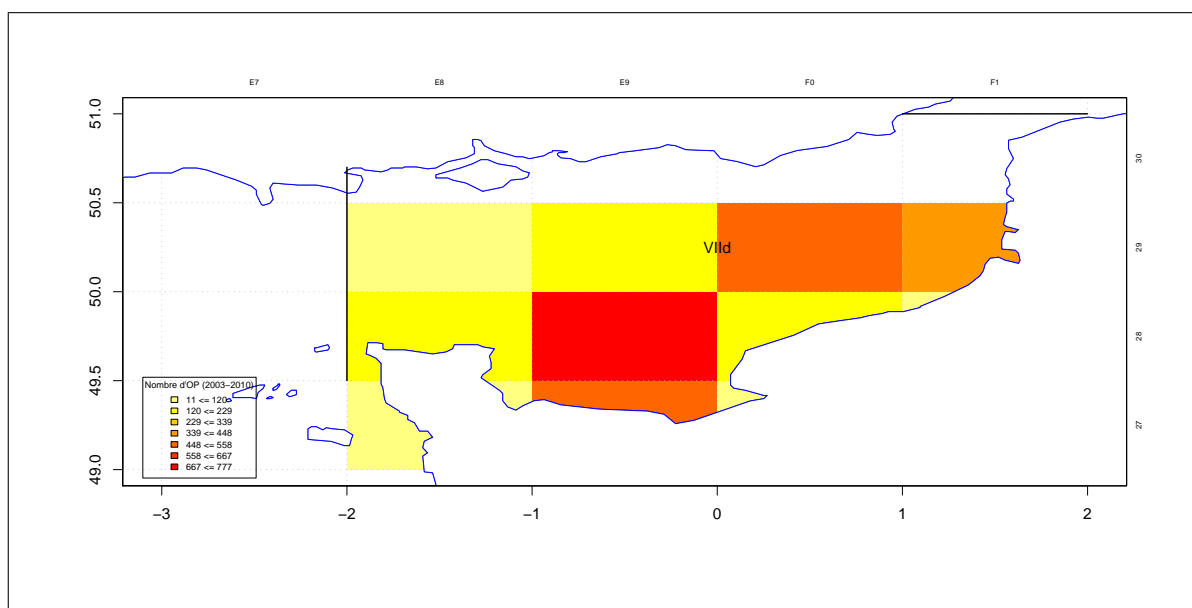 E7 E8 E9 F0 F1
51.0
30
50.5
VIId
29
50.0
28
49.5
Nombre d'OP (2003−2010)
11 <= 120
120 <= 229
229 <= 339
339 <= 448
448 <= 558
558 <= 667
667 <= 777
27
49.0
−3 −2 −1 0 1 2